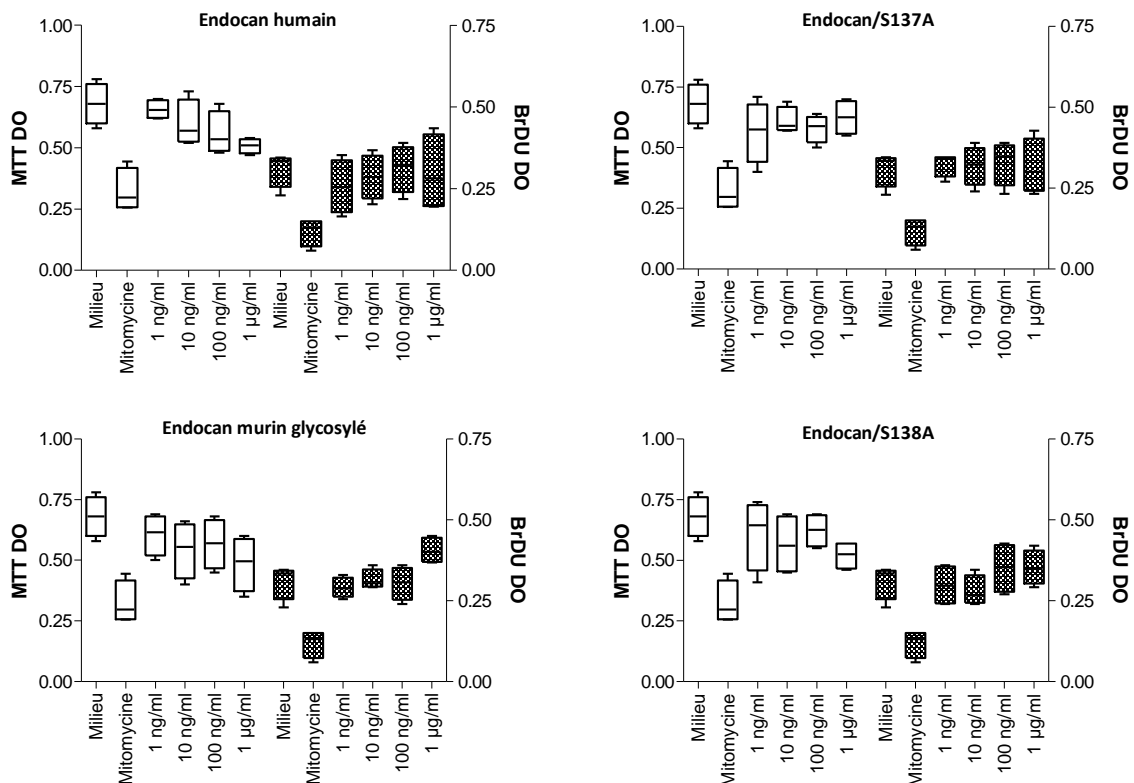 Endocan humain
1.00
0.75
0.50
0.25
0.00
MTT DO
0.75
0.50
0.25
0.00
BrDU DO
Milieu
Mitomycine
1 ng/ml
10 ng/ml
100 ng/ml
1 µg/ml
Milieu
Mitomycine
1 ng/ml
10 ng/ml
100 ng/ml
1 µg/ml
Endocan/S137A
1.00
0.75
0.50
0.25
0.00
MTT DO
0.75
0.50
0.25
0.00
BrDU DO
Milieu
Mitomycine
1 ng/ml
10 ng/ml
100 ng/ml
1 µg/ml
Milieu
Mitomycine
1 ng/ml
10 ng/ml
100 ng/ml
1 µg/ml
Endocan murin glycosylé
1.00
0.75
0.50
0.25
0.00
MTT DO
0.75
0.50
0.25
0.00
BrDU DO
Milieu
Mitomycine
1 ng/ml
10 ng/ml
100 ng/ml
1 µg/ml
Milieu
Mitomycine
1 ng/ml
10 ng/ml
100 ng/ml
1 µg/ml
Endocan/S138A
1.00
0.75
0.50
0.25
0.00
MTT DO
0.75
0.50
0.25
0.00
BrDU DO
Milieu
Mitomycine
1 ng/ml
10 ng/ml
100 ng/ml
1 µg/ml
Milieu
Mitomycine
1 ng/ml
10 ng/ml
100 ng/ml
1 µg/ml